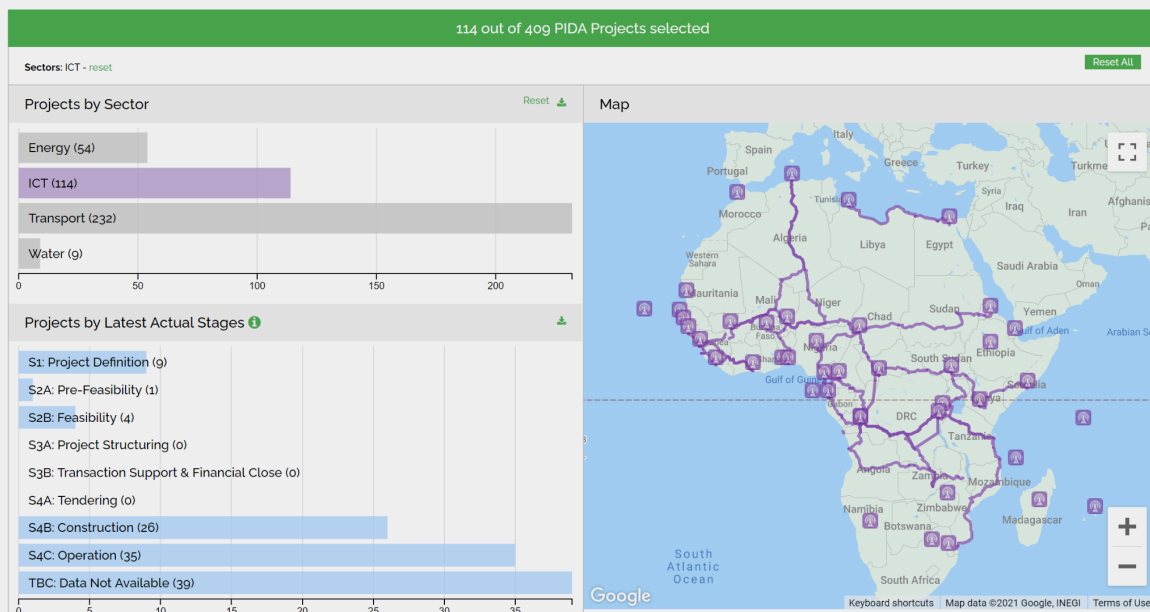 114 out of 409 PIDA Projects selected
Sectors: ICT - reset
Reset All
Projects by Sector
Reset
Energy (54)
ICT (114)
Transport (232)
Water (9)
0 50 100 150 200
Projects by Latest Actual Stages
S1: Project Definition (9)
S2A: Pre-Feasibility (1)
S2B: Feasibility (4)
S3A: Project Structuring (0)
S3B: Transaction Support & Financial Close (0)
S4A: Tendering (0)
S4B: Construction (26)
S4C: Operation (35)
TBC: Data Not Available (39)
0 5 10 15 20 25 30 35
Map
Italy
Spain
Portugal
Greece
Turkey
Turkme
Syria
Tunis
Iraq
Iran
Afghanis
Morocco
Algeria
Libya
Egypt
Western
Sahara
Saudi Arabia
Oman
Mauritania
Mali
Niger
Chad
Sudan
Yemen
Gulf of Aden
Arabian S
Faso
Ghan
South Sudan
Ethiopia
Gulf of Guin
Gabon
DRC
Tanzania
Angola
Zamb
Mozambique
Namibia
Zimbabwe
Botswana
Madagascar
South
Atlantic
Ocean
South Africa
+
−
Google
Keyboard shortcuts
Map data ©2021 Google, INEGI
Terms of Use